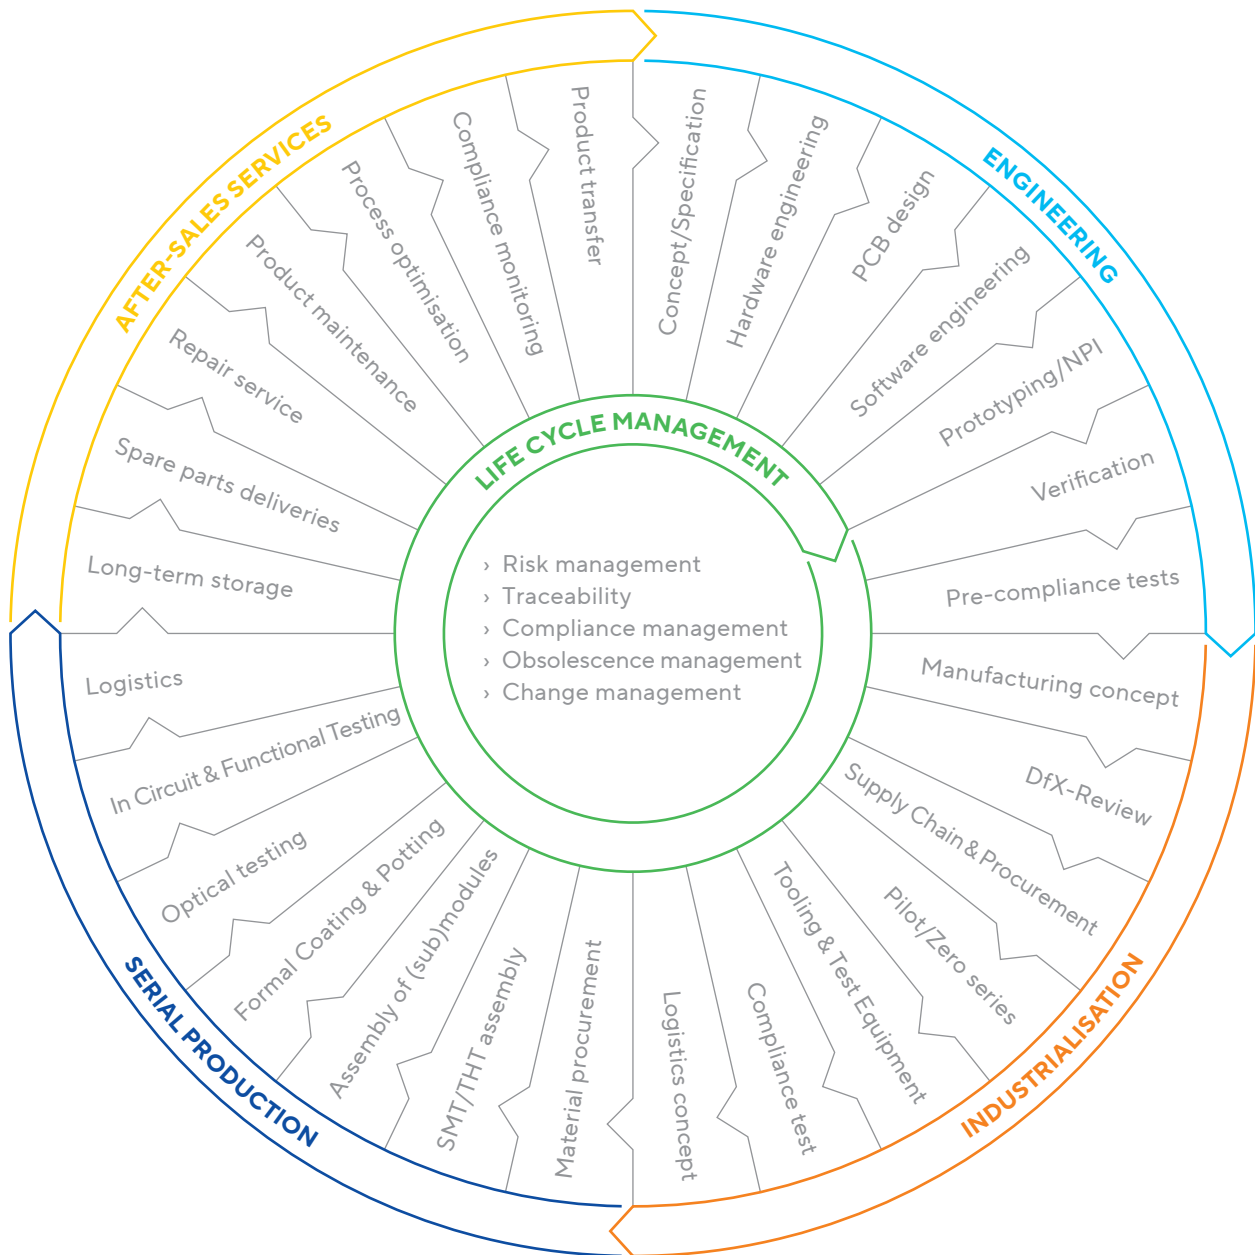 ENGINEERING
Concept/Specification
Hardware engineering
PCB design
Software engineering
Prototyping/NPI
Verification
Pre-compliance tests
INDUSTRIALISATION
Manufacturing concept
DfX-Review
Supply Chain & Procurement
Pilot/Zero series
Tooling & Test Equipment
Compliance test
Logistics concept
SERIAL PRODUCTION
Material procurement
SMT/THT assembly
Assembly of (sub)modules
Formal Coating & Potting
Optical testing
In Circuit & Functional Testing
Logistics
AFTER-SALES SERVICES
Long-term storage
Spare parts deliveries
Repair service
Product maintenance
Process optimisation
Compliance monitoring
Product transfer
LIFE CYCLE MANAGEMENT
› Risk management
› Traceability
› Compliance management
› Obsolescence management
› Change management